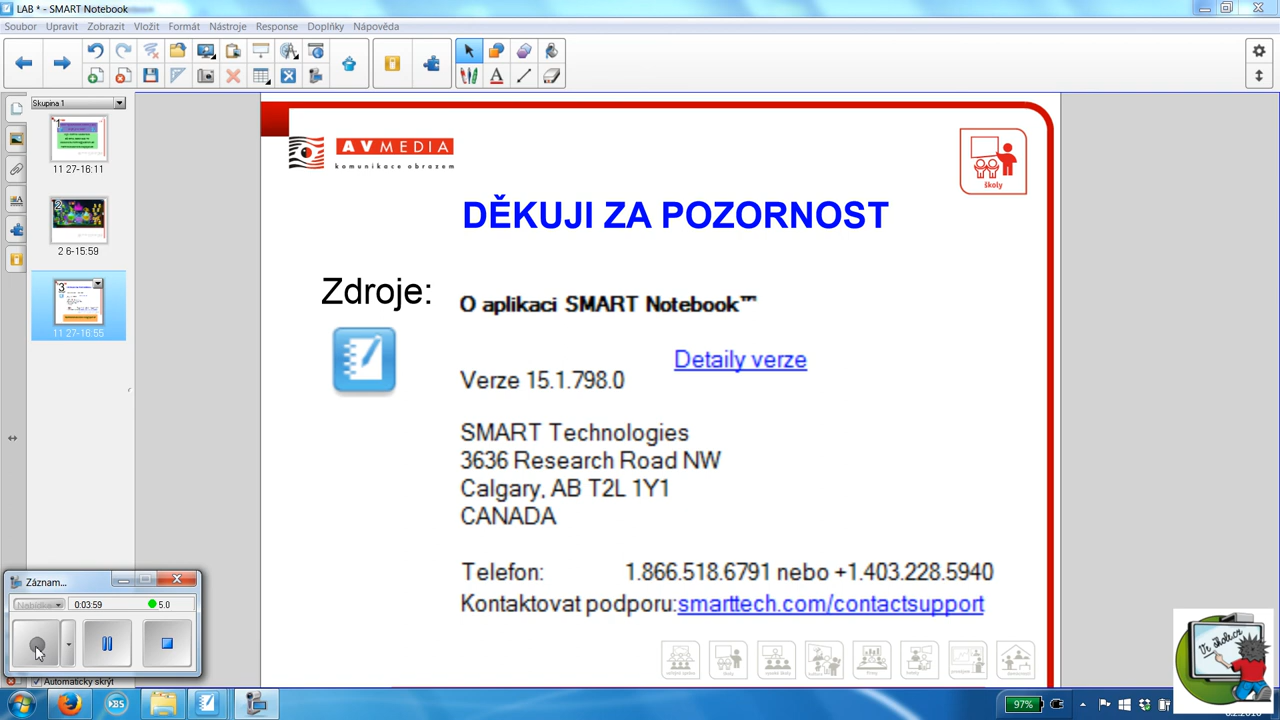 LAB * - SMART Notebook
Soubor Upravit Zobrazit Vložit Formát Nástroje Response Doplňky Nápověda
Skupina 1
1
11 27-16:11
2
2 6-15:59
3
11 27-16:55
AV MEDIA
komunikace obrazem
školy
DĚKUJI ZA POZORNOST
Zdroje:
O aplikaci SMART Notebook™
Detaily verze
Verze 15.1.798.0
SMART Technologies
3636 Research Road NW
Calgary, AB T2L 1Y1
CANADA
Telefon: 1.866.518.6791 nebo +1.403.228.5940
Kontaktovat podporu:smarttech.com/contactsupport
Záznam...
Nabídka
0:03:59
5.0
Automaticky skrýt
97%